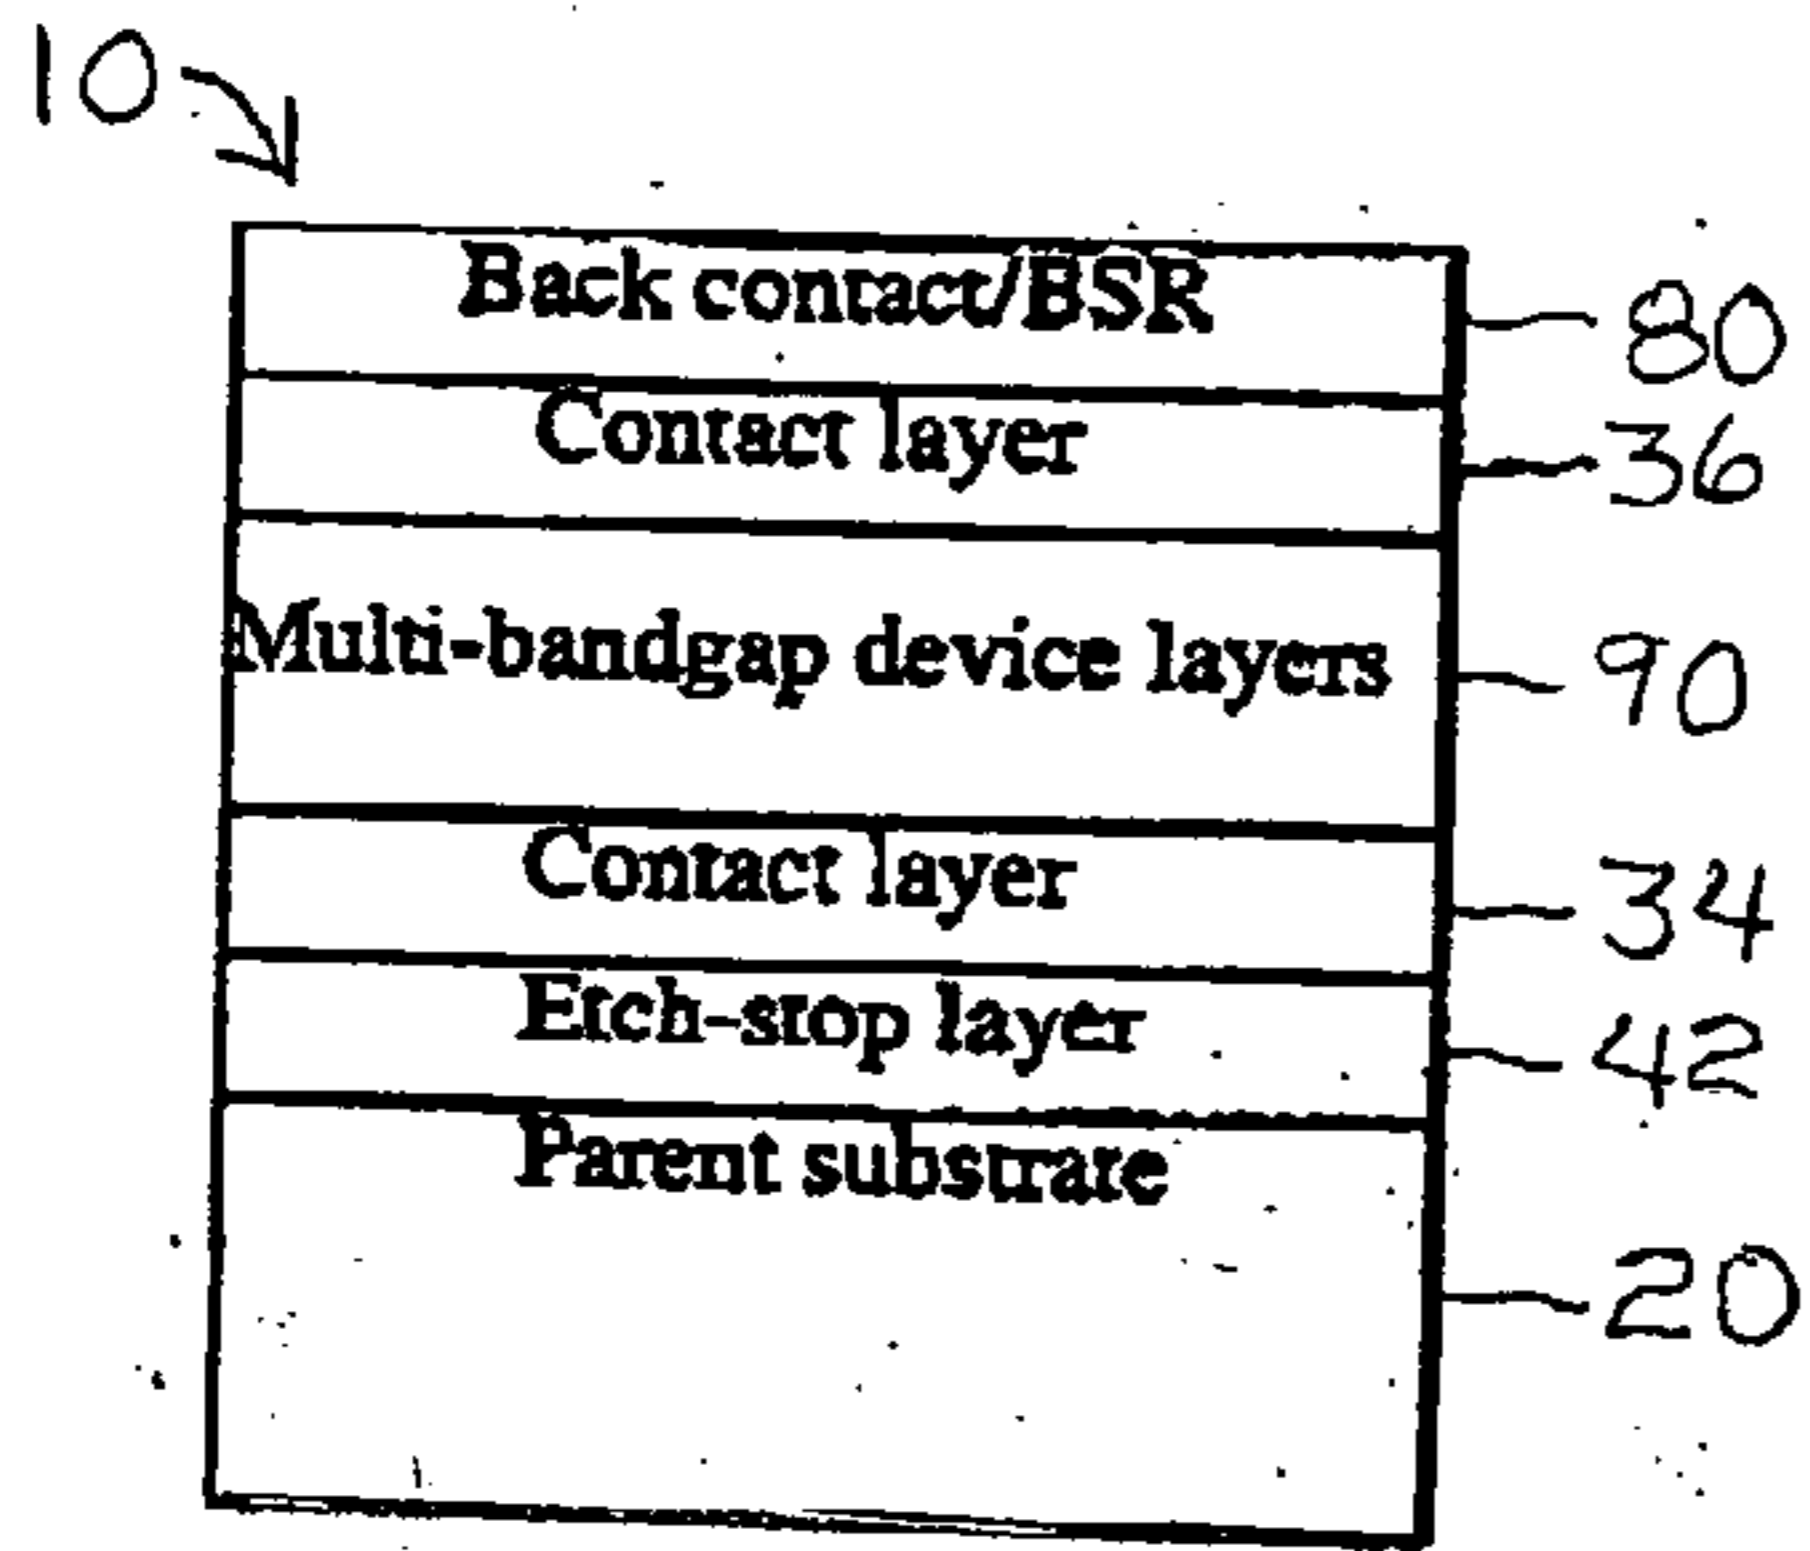 10
Back contact/BSR 80
Contact layer 36
Multi-bandgap device layers 90
Contact layer 34
Etch-stop layer 42
Parent substrate 20